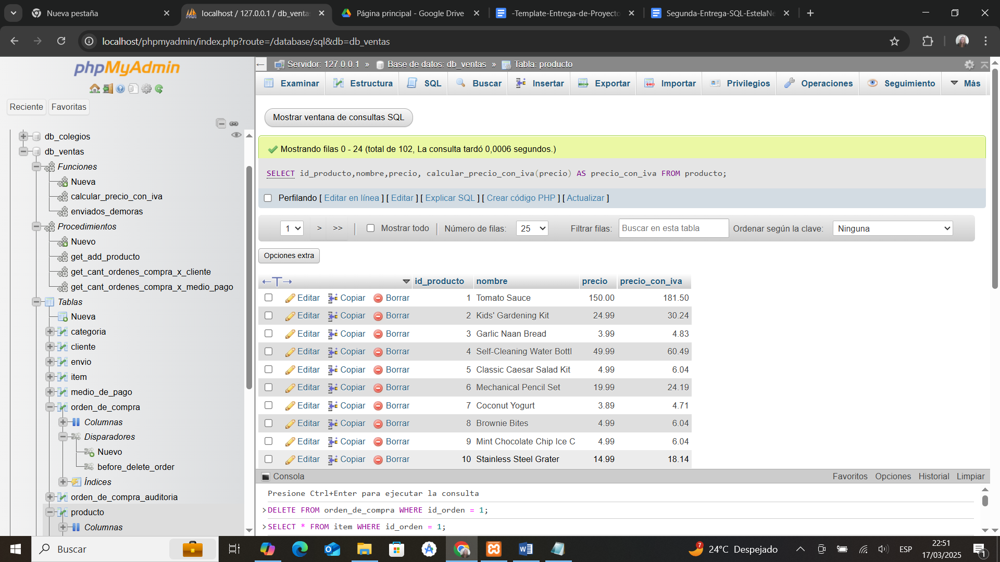 Nueva pestaña
localhost / 127.0.0.1 / db_venta
Página principal - Google Drive
-Template-Entrega-de-Proyecto
Segunda-Entrega-SQL-EstelaNe
localhost/phpmyadmin/index.php?route=/database/sql&db=db_ventas
phpMyAdmin
Reciente
Favoritas
db_colegios
db_ventas
Funciones
Nueva
calcular_precio_con_iva
enviados_demoras
Procedimientos
Nuevo
get_add_producto
get_cant_ordenes_compra_x_cliente
get_cant_ordenes_compra_x_medio_pago
Tablas
Nueva
categoria
cliente
envio
item
medio_de_pago
orden_de_compra
Columnas
Disparadores
Nuevo
before_delete_order
Índices
orden_de_compra_auditoria
producto
Columnas
Servidor: 127.0.0.1 » Base de datos: db_ventas » Tabla: producto
Examinar Estructura SQL Buscar Insertar Exportar Importar Privilegios Operaciones Seguimiento Más
Mostrar ventana de consultas SQL
Mostrando filas 0 - 24 (total de 102, La consulta tardó 0,0006 segundos.)
SELECT id_producto,nombre,precio, calcular_precio_con_iva(precio) AS precio_con_iva FROM producto;
Perfilando [ Editar en línea ] [ Editar ] [ Explicar SQL ] [ Crear código PHP ] [ Actualizar ]
1 > >> | Mostrar todo | Número de filas: 25 Filtrar filas: Buscar en esta tabla Ordenar según la clave: Ninguna
Opciones extra
←T→ id_producto nombre precio precio_con_iva
Editar Copiar Borrar 1 Tomato Sauce 150.00 181.50
Editar Copiar Borrar 2 Kids' Gardening Kit 24.99 30.24
Editar Copiar Borrar 3 Garlic Naan Bread 3.99 4.83
Editar Copiar Borrar 4 Self-Cleaning Water Bottl 49.99 60.49
Editar Copiar Borrar 5 Classic Caesar Salad Kit 4.99 6.04
Editar Copiar Borrar 6 Mechanical Pencil Set 19.99 24.19
Editar Copiar Borrar 7 Coconut Yogurt 3.89 4.71
Editar Copiar Borrar 8 Brownie Bites 4.99 6.04
Editar Copiar Borrar 9 Mint Chocolate Chip Ice C 4.99 6.04
Editar Copiar Borrar 10 Stainless Steel Grater 14.99 18.14
Consola Favoritos Opciones Historial Limpiar
Presione Ctrl+Enter para ejecutar la consulta
>DELETE FROM orden_de_compra WHERE id_orden = 1;
>SELECT * FROM item WHERE id_orden = 1;
Buscar
7
24°C Despejado
ESP
22:51
17/03/2025
1